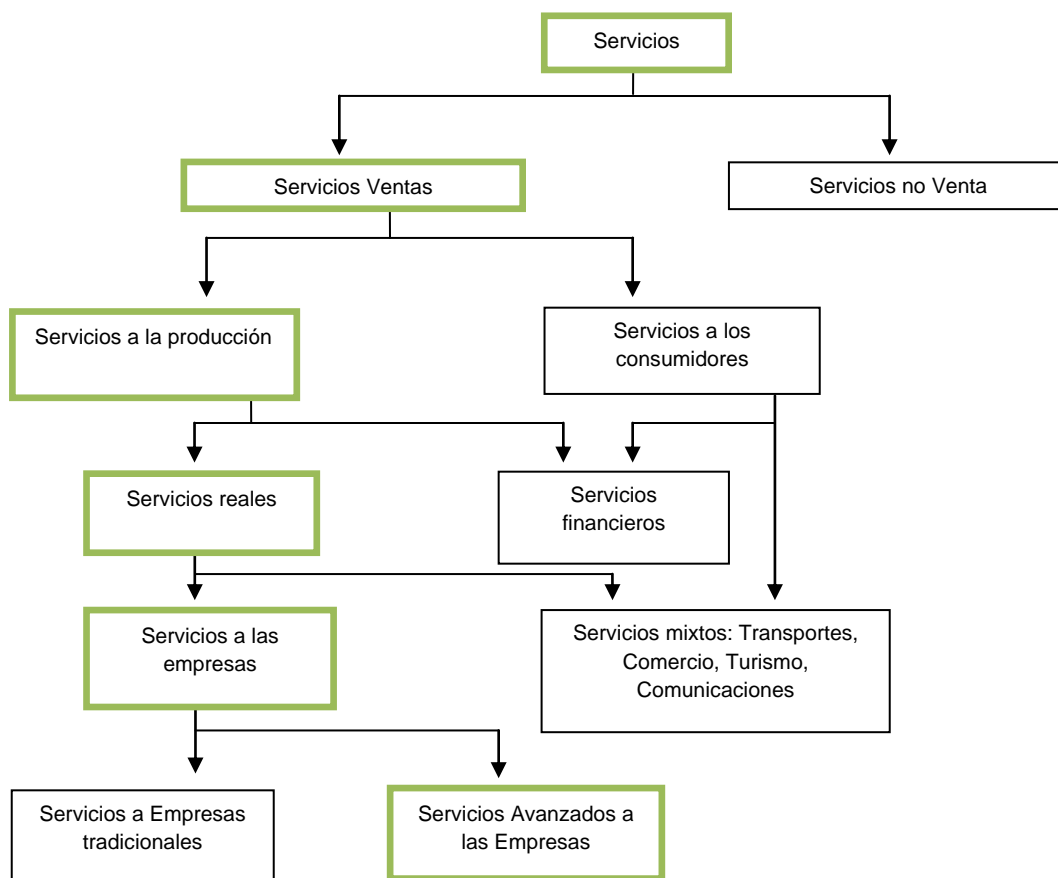 Servicios
Servicios Ventas
Servicios no Venta
Servicios a la producción
Servicios a los
consumidores
Servicios reales
Servicios
financieros
Servicios a las
empresas
Servicios mixtos: Transportes,
Comercio, Turismo,
Comunicaciones
Servicios a Empresas
tradicionales
Servicios Avanzados a
las Empresas